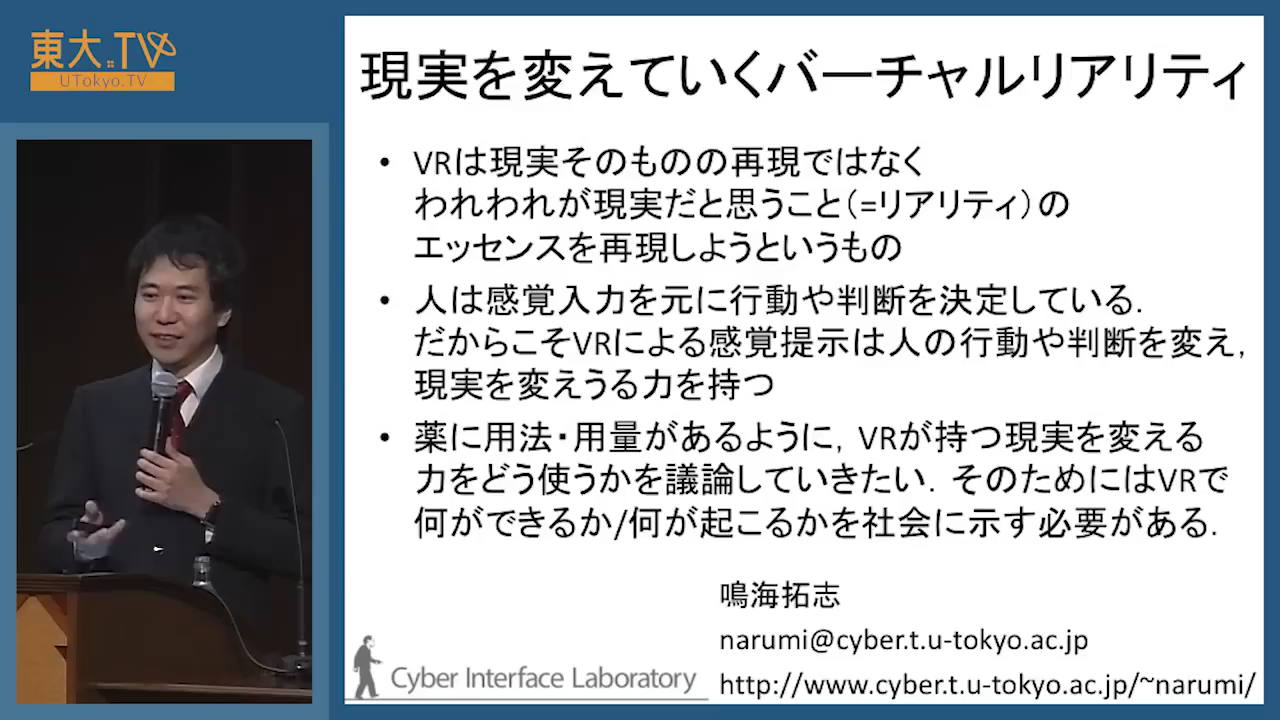 東大.TV
UTokyo.TV
現実を変えていくバーチャルリアリティ
• VRは現実そのものの再現ではなく
われわれが現実だと思うこと（=リアリティ）の
エッセンスを再現しようというもの
• 人は感覚入力を元に行動や判断を決定している．
だからこそVRによる感覚提示は人の行動や判断を変え，
現実を変えうる力を持つ
• 薬に用法・用量があるように，VRが持つ現実を変える
力をどう使うかを議論していきたい．そのためにはVRで
何ができるか/何が起こるかを社会に示す必要がある．
鳴海拓志
narumi@cyber.t.u-tokyo.ac.jp
Cyber Interface Laboratory
http://www.cyber.t.u-tokyo.ac.jp/~narumi/